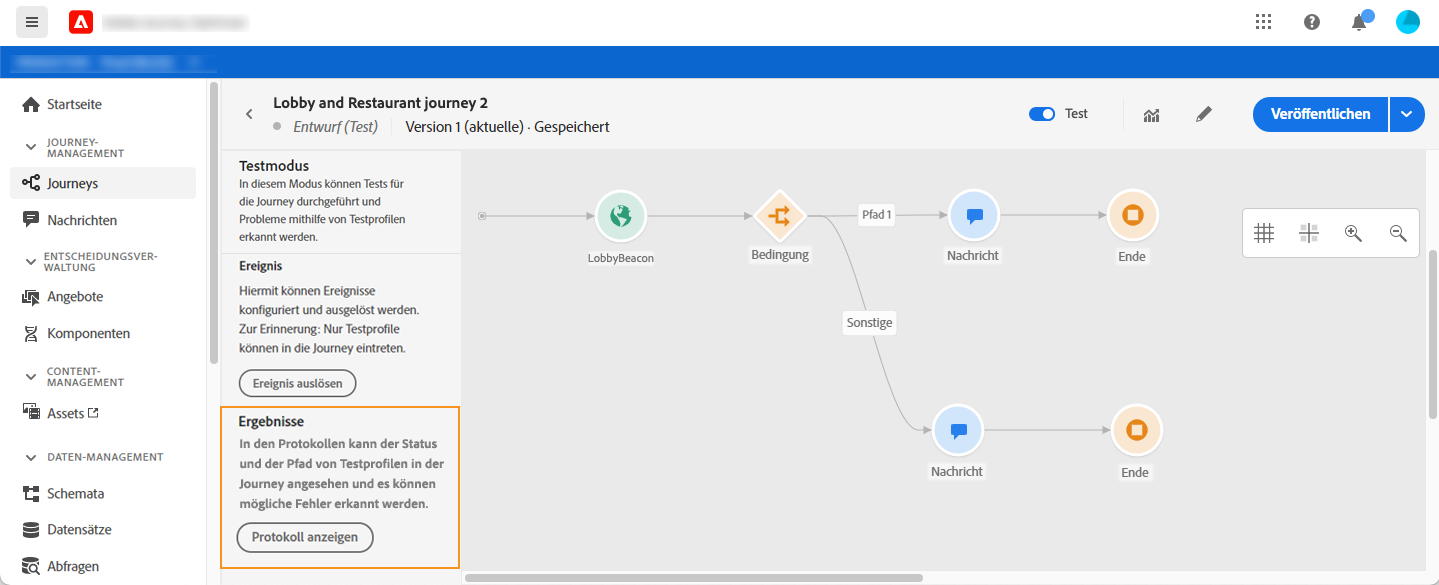 Lobby and Restaurant journey 2
Entwurf (Test)
Version 1 (aktuelle) · Gespeichert
Test
Veröffentlichen
Startseite
JOURNEY-
MANAGEMENT
Journeys
Nachrichten
ENTSCHEIDUNGSVER-
WALTUNG
Angebote
Komponenten
CONTENT-
MANAGEMENT
Assets
DATEN-MANAGEMENT
Schemata
Datensätze
Abfragen
Testmodus
In diesem Modus können Tests für
die Journey durchgeführt und
Probleme mithilfe von Testprofilen
erkannt werden.
Ereignis
Hiermit können Ereignisse
konfiguriert und ausgelöst werden.
Zur Erinnerung: Nur Testprofile
können in die Journey eintreten.
Ereignis auslösen
Ergebnisse
In den Protokollen kann der Status
und der Pfad von Testprofilen in der
Journey angesehen und es können
mögliche Fehler erkannt werden.
Protokoll anzeigen
LobbyBeacon
Bedingung
Pfad 1
Nachricht
Ende
Sonstige
Nachricht
Ende